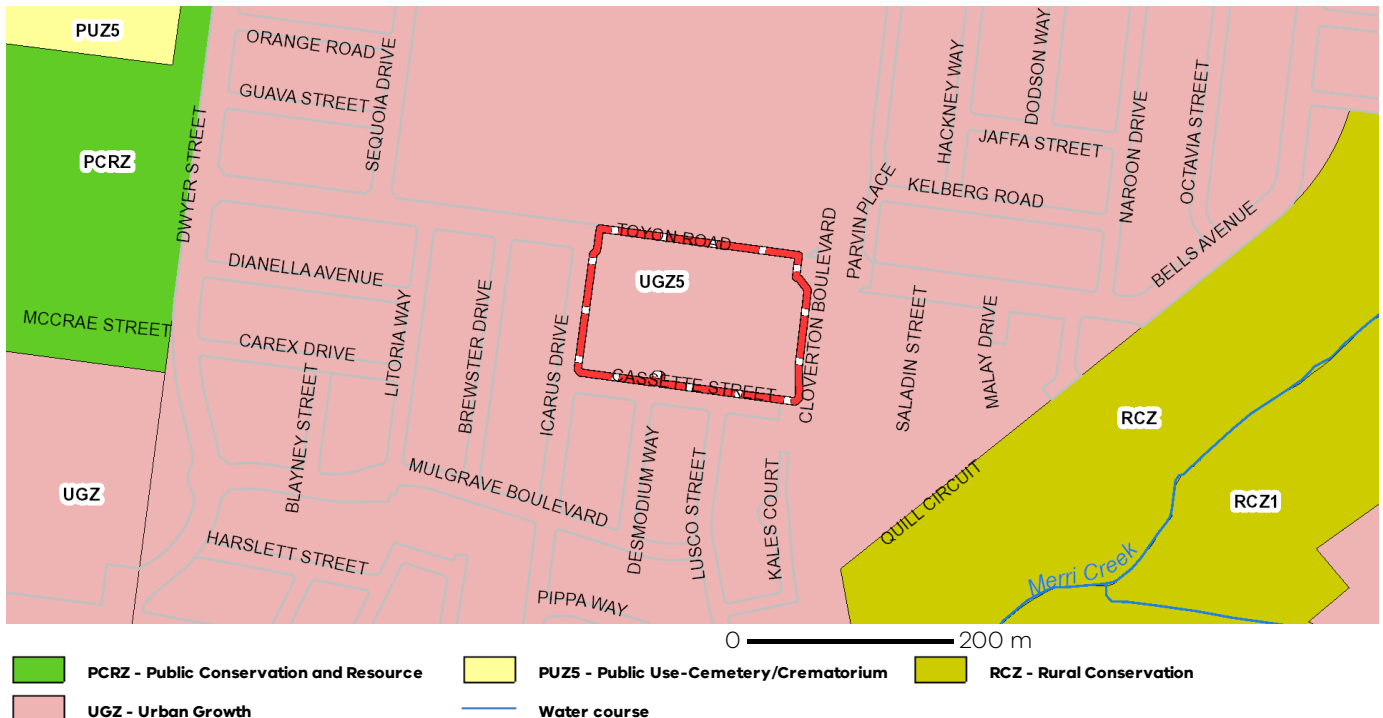 PUZ5
ORANGE ROAD
GUAVA STREET
SEQUOIA DRIVE
DWYER STREET
PCRZ
HACKNEY WAY
DODSON WAY
JAFFA STREET
NAROON DRIVE
OCTAVIA STREET
KELBERG ROAD
PARVIN PLACE
BELLS AVENUE
TOYON ROAD
UGZ5
CLOVERTON BOULEVARD
DIANELLA AVENUE
MCCRAE STREET
CAREX DRIVE
LITORIA WAY
BREWSTER DRIVE
ICARUS DRIVE
CASSETTE STREET
SALADIN STREET
MALAY DRIVE
RCZ
BLAYNEY STREET
MULGRAVE BOULEVARD
DESMODIUM WAY
LUSCO STREET
KALES COURT
QUILL CIRCUIT
UGZ
RCZ1
HARSLETT STREET
PIPPA WAY
Merri Creek
0 200 m
PCRZ - Public Conservation and Resource
PUZ5 - Public Use-Cemetery/Crematorium
RCZ - Rural Conservation
UGZ - Urban Growth
Water course